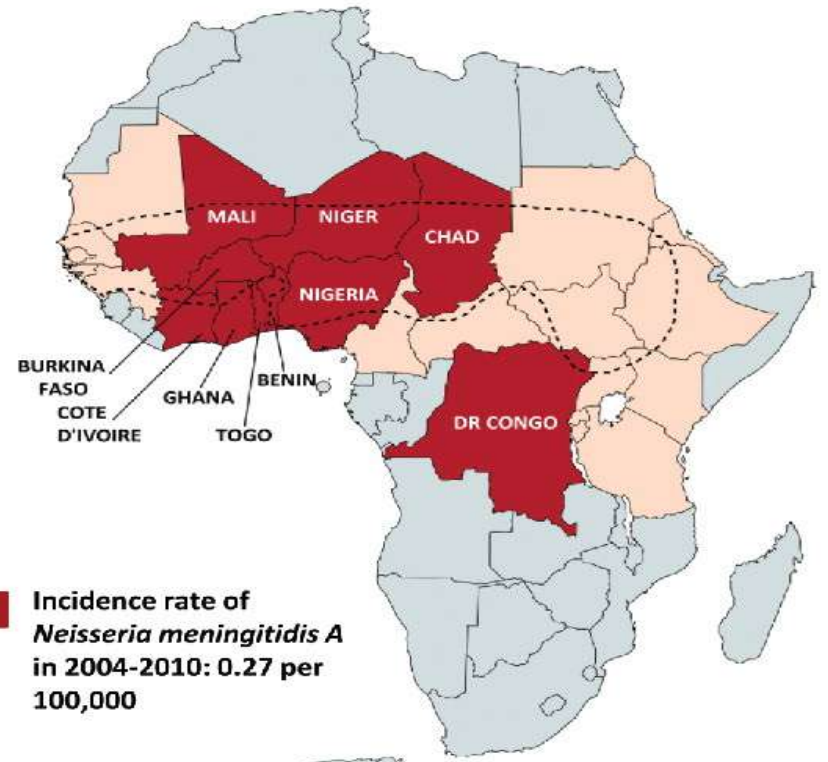 MALI
NIGER
CHAD
NIGERIA
BURKINA
FASO
COTE
D'IVOIRE
GHANA
TOGO
BENIN
DR CONGO
Incidence rate of
Neisseria meningitidis A
in 2004-2010: 0.27 per
100,000